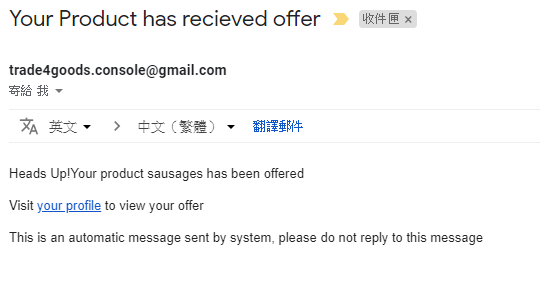 Your Product has recieved offer 收件匣 ×
trade4goods.console@gmail.com
寄給 我
英文 > 中文（繁體） 翻譯郵件
Heads Up!Your product sausages has been offered
Visit your profile to view your offer
This is an automatic message sent by system, please do not reply to this message